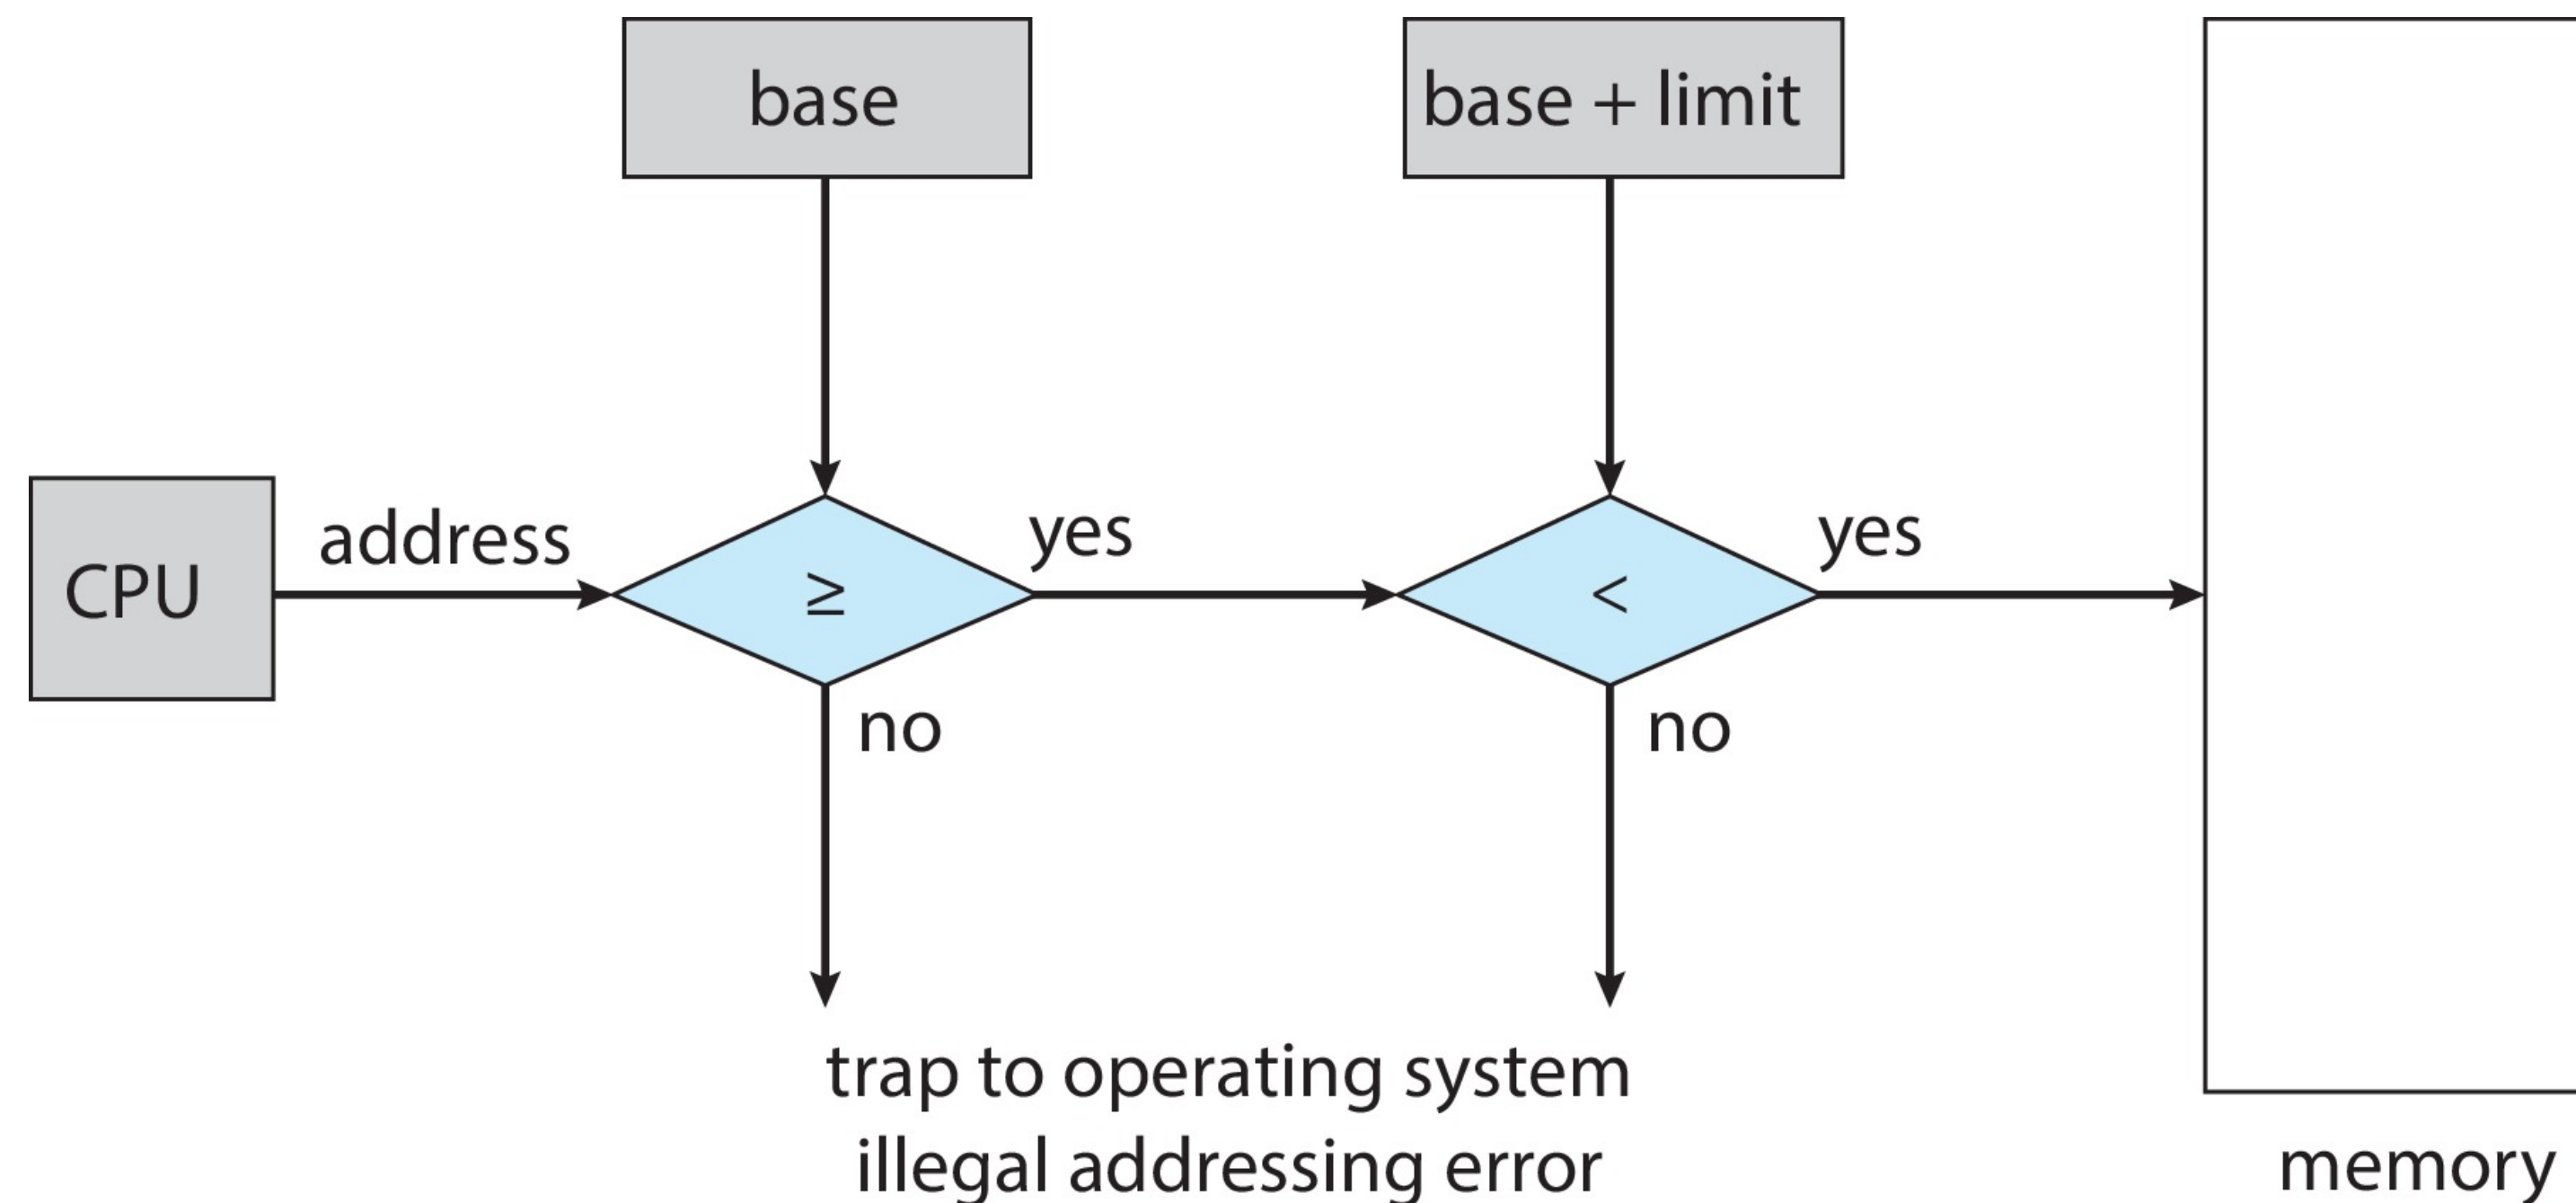 base
base + limit
CPU
address
≥
yes
<
yes
no
no
trap to operating system
illegal addressing error
memory